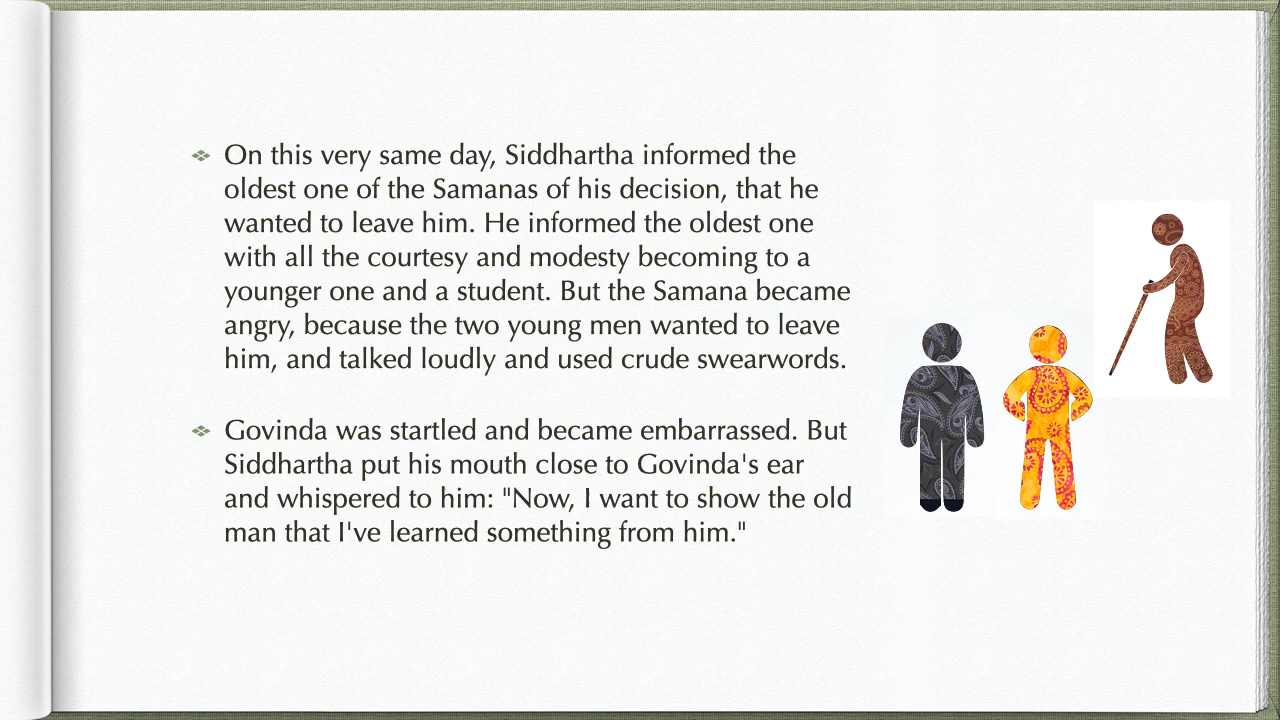 On this very same day, Siddhartha informed the
oldest one of the Samanas of his decision, that he
wanted to leave him. He informed the oldest one
with all the courtesy and modesty becoming to a
younger one and a student. But the Samana became
angry, because the two young men wanted to leave
him, and talked loudly and used crude swearwords.
Govinda was startled and became embarrassed. But
Siddhartha put his mouth close to Govinda's ear
and whispered to him: "Now, I want to show the old
man that I've learned something from him."